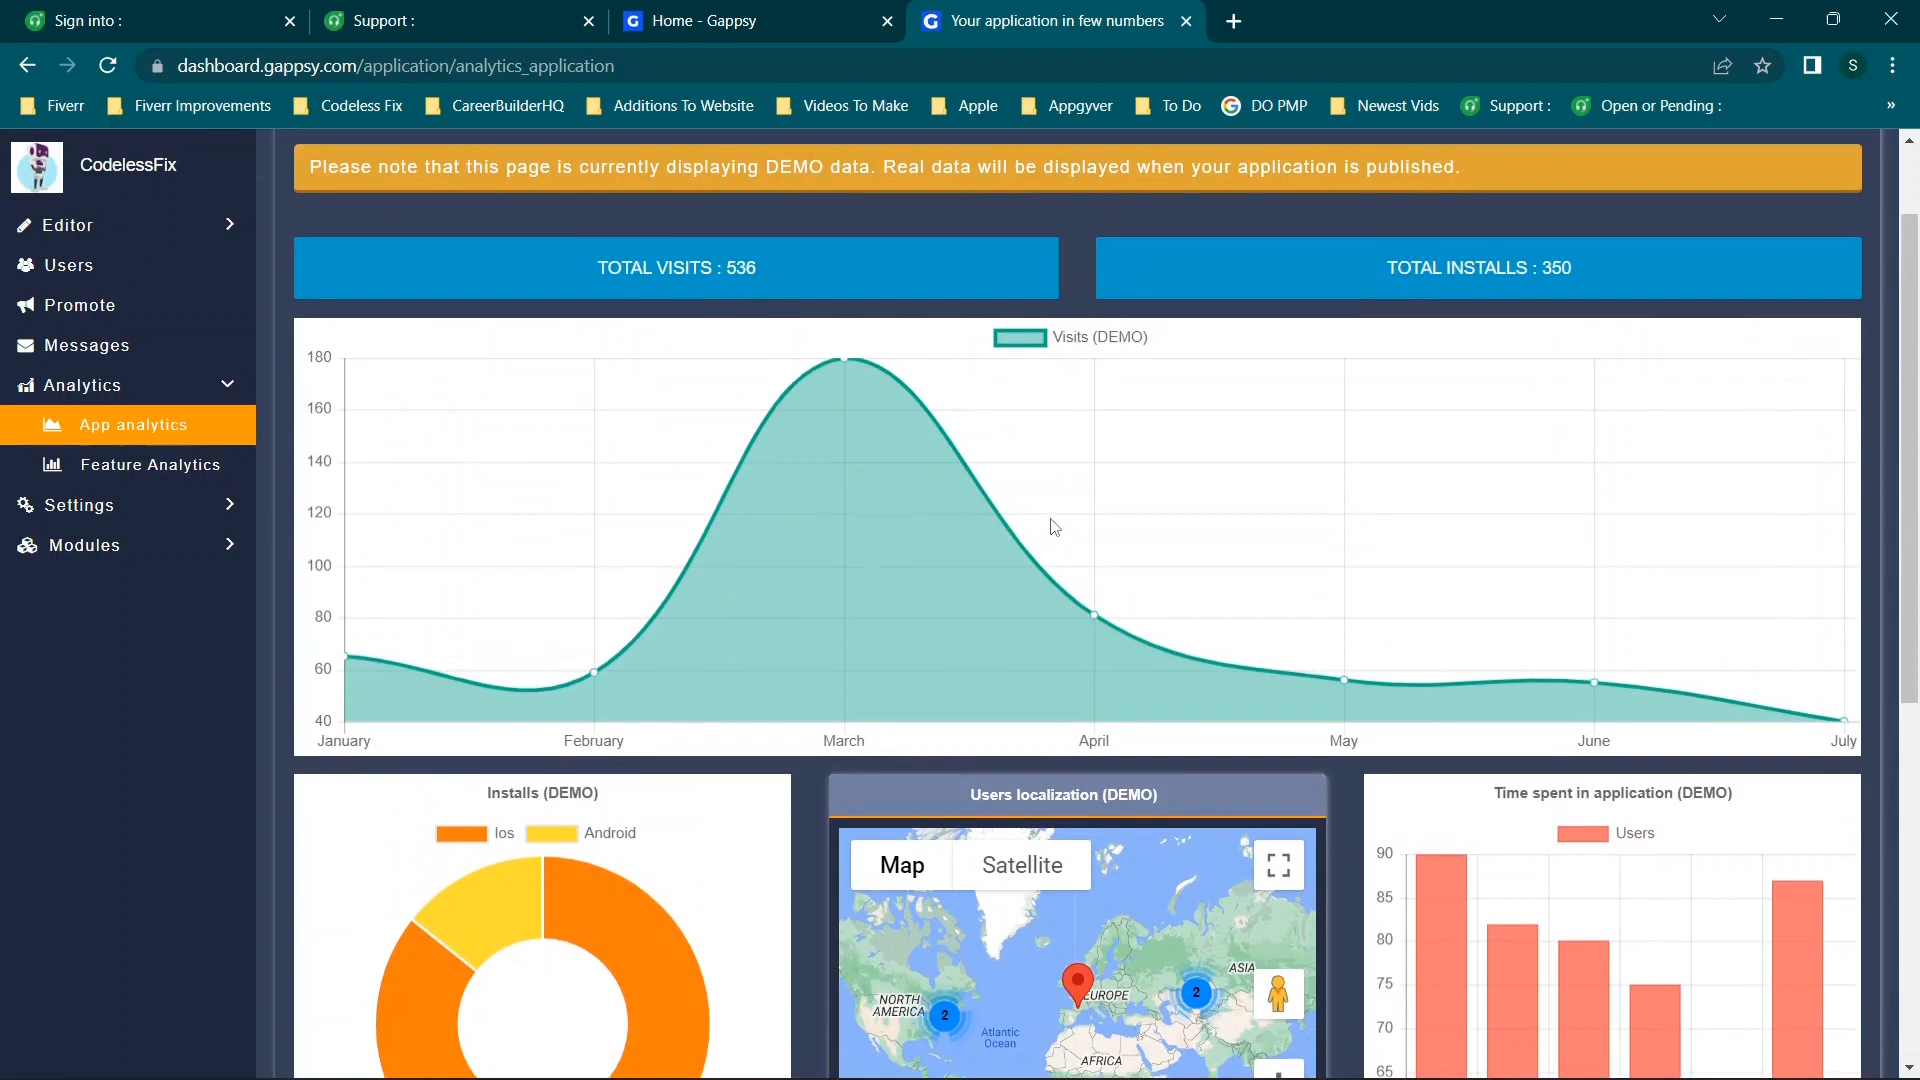 Sign into :
Support :
Home - Gappsy
Your application in few numbers
dashboard.gappsy.com/application/analytics_application
S
Fiverr
Fiverr Improvements
Codeless Fix
CareerBuilderHQ
Additions To Website
Videos To Make
Apple
Appgyver
To Do
DO PMP
Newest Vids
Support :
Open or Pending :
»
CodelessFix
Editor
Users
Promote
Messages
Analytics
App analytics
Feature Analytics
Settings
Modules
Please note that this page is currently displaying DEMO data. Real data will be displayed when your application is published.
TOTAL VISITS : 536
TOTAL INSTALLS : 350
Visits (DEMO)
180
160
140
120
100
80
60
40
January
February
March
April
May
June
July
Installs (DEMO)
Ios
Android
Users localization (DEMO)
Map
Satellite
NORTH
AMERICA
2
Atlantic
Ocean
EUROPE
ASIA
2
AFRICA
Time spent in application (DEMO)
Users
90
85
80
75
70
65